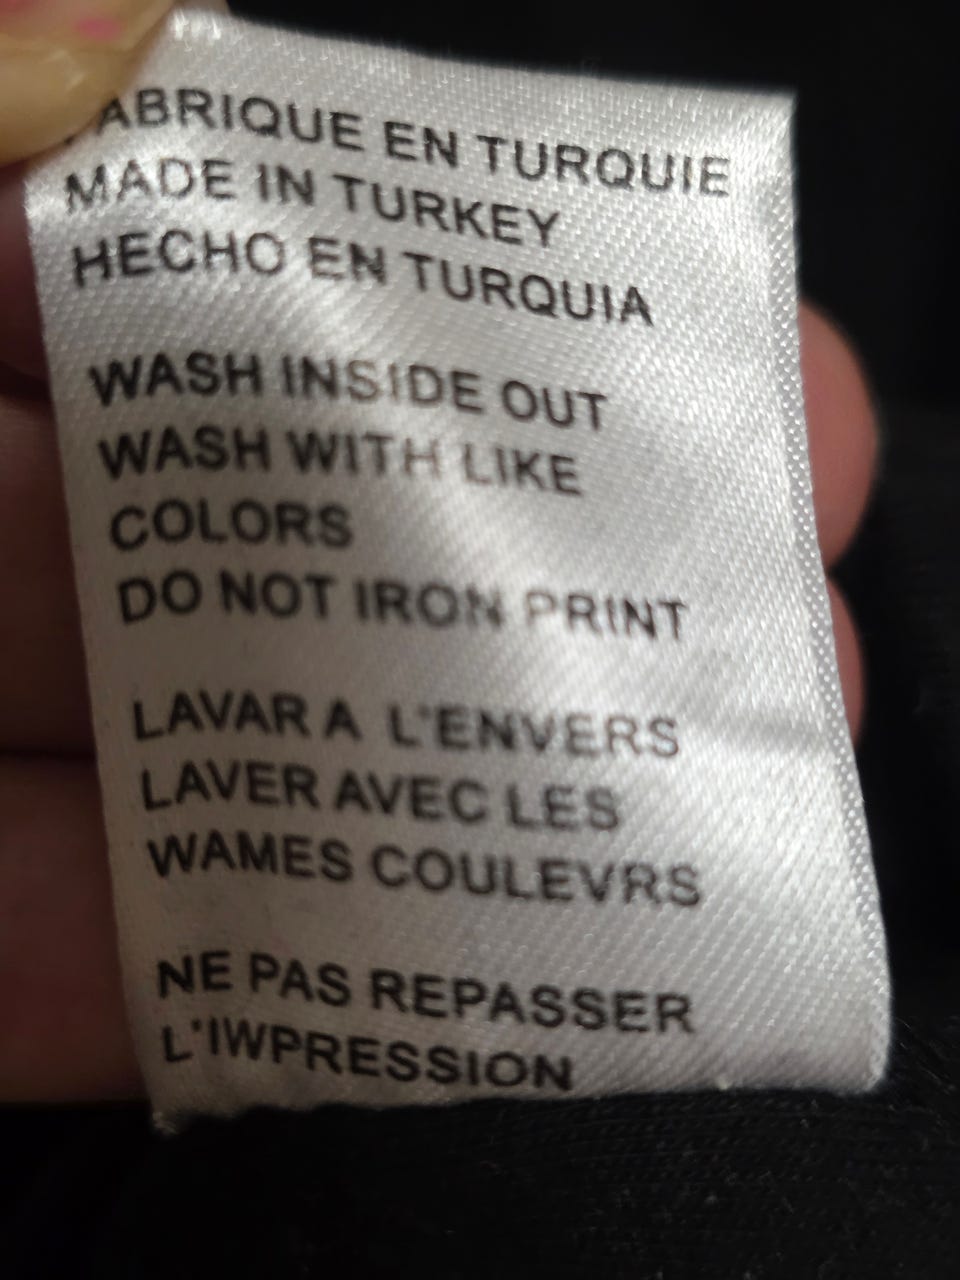 FABRIQUE EN TURQUIE
MADE IN TURKEY
HECHO EN TURQUIA
WASH INSIDE OUT
WASH WITH LIKE
COLORS
DO NOT IRON PRINT
LAVAR A L'ENVERS
LAVER AVEC LES
WAMES COULEVRS
NE PAS REPASSER
L'IWPRESSION